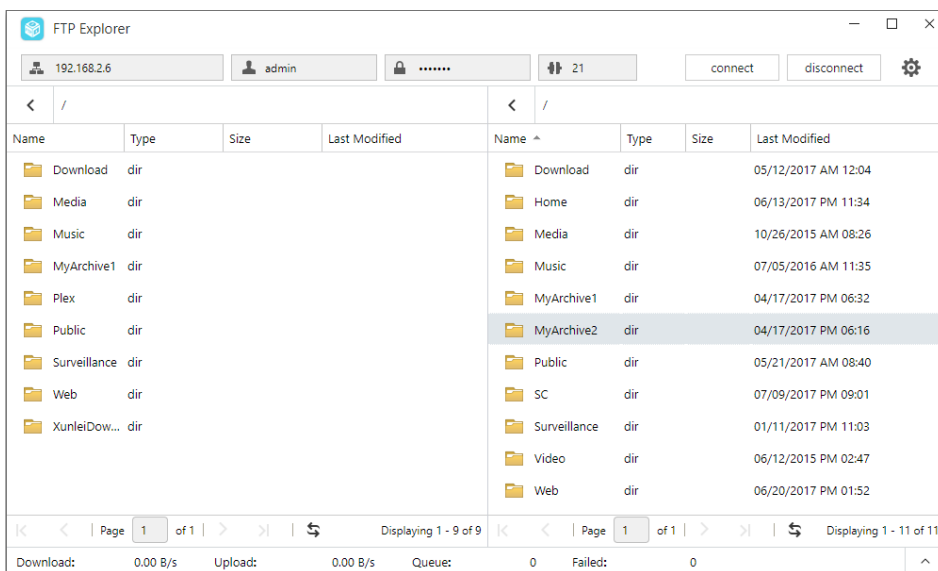 FTP Explorer
192.168.2.6 admin ••••••• 21 connect disconnect
/ /
Name Type Size Last Modified Name Type Size Last Modified
Download dir Download dir 05/12/2017 AM 12:04
Media dir Home dir 06/13/2017 PM 11:34
Music dir Media dir 10/26/2015 AM 08:26
MyArchive1 dir Music dir 07/05/2016 AM 11:35
Plex dir MyArchive1 dir 04/17/2017 PM 06:32
Public dir MyArchive2 dir 04/17/2017 PM 06:16
Surveillance dir Public dir 05/21/2017 AM 08:40
Web dir SC dir 07/09/2017 PM 09:01
XunleiDow... dir Surveillance dir 01/11/2017 PM 11:03
Video dir 06/12/2015 PM 02:47
Web dir 06/20/2017 PM 01:52
Page 1 of 1 Displaying 1 - 9 of 9 Page 1 of 1 Displaying 1 - 11 of 11
Download: 0.00 B/s Upload: 0.00 B/s Queue: 0 Failed: 0